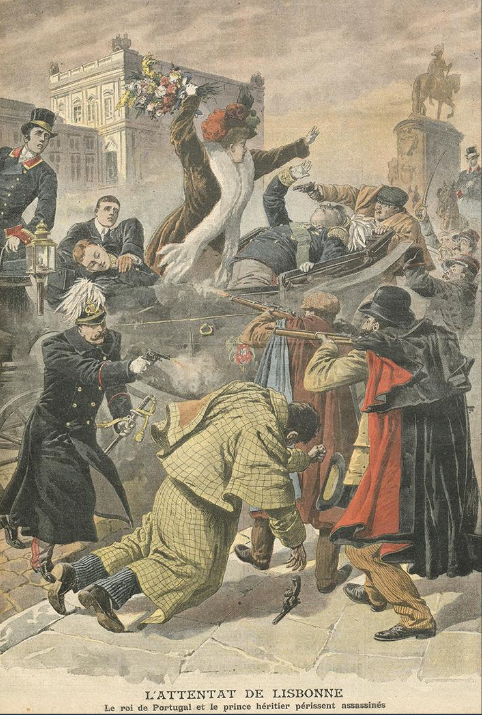 L'ATTENTAT DE LISBONNE
Le roi de Portugal et le prince héritier périssent assassinés